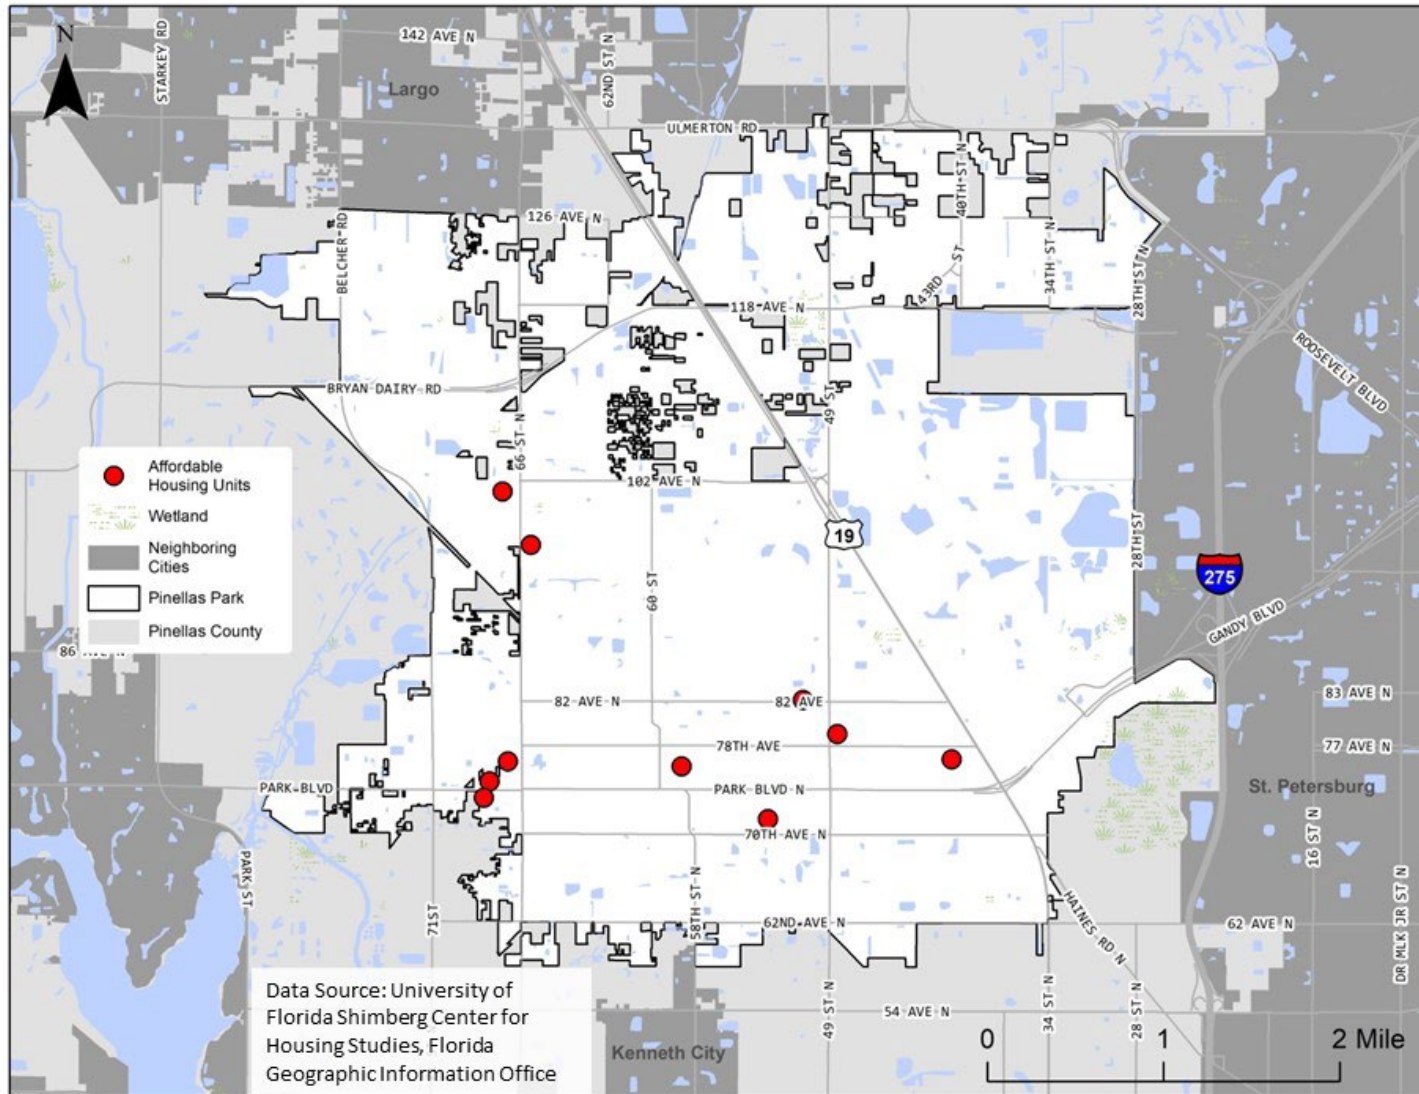 N
STARKEY RD
142 AVE N
62ND ST N
Largo
ULMERTON RD
40TH ST N
BELCHER RD
126 AVE N
43RD ST
34TH ST N
28TH ST N
118 AVE N
ROOSEVELT BLVD
BRYAN DAIRY RD
66 ST N
49 ST
Affordable
Housing Units
Wetland
Neighboring
Cities
Pinellas Park
Pinellas County
102 AVE N
19
28TH ST
275
60 ST
GANDY BLVD
86 AVE N
82 AVE N
82 AVE
83 AVE N
78TH AVE
77 AVE N
PARK BLVD
PARK BLVD N
St. Petersburg
70TH AVE N
16 ST N
PARK ST
71ST
58TH ST N
62ND AVE N
HAINES RD N
62 AVE N
DR MLK JR ST N
49 ST N
54 AVE N
34 ST N
28 ST N
Kenneth City
Data Source: University of
Florida Shimberg Center for
Housing Studies, Florida
Geographic Information Office
0 1 2 Mile